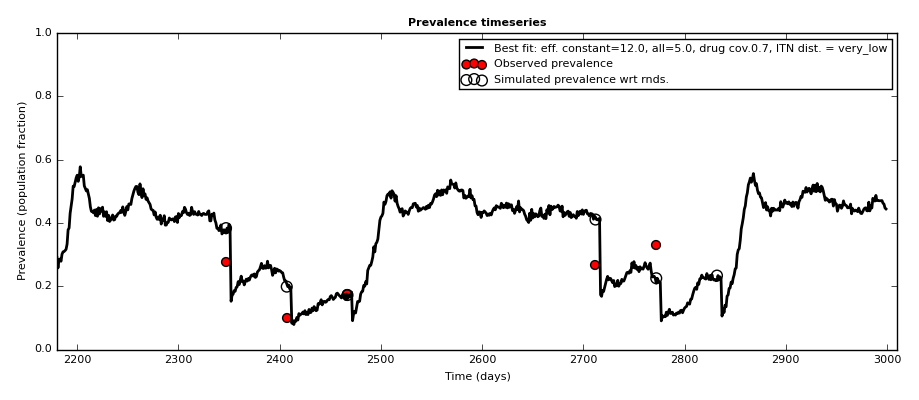 Prevalence timeseries
1.0
0.8
0.6
0.4
0.2
0.0
Prevalence (population fraction)
Best fit: eff. constant=12.0, all=5.0, drug cov.0.7, ITN dist. = very_low
Observed prevalence
Simulated prevalence wrt rnds.
2200 2300 2400 2500 2600 2700 2800 2900 3000
Time (days)